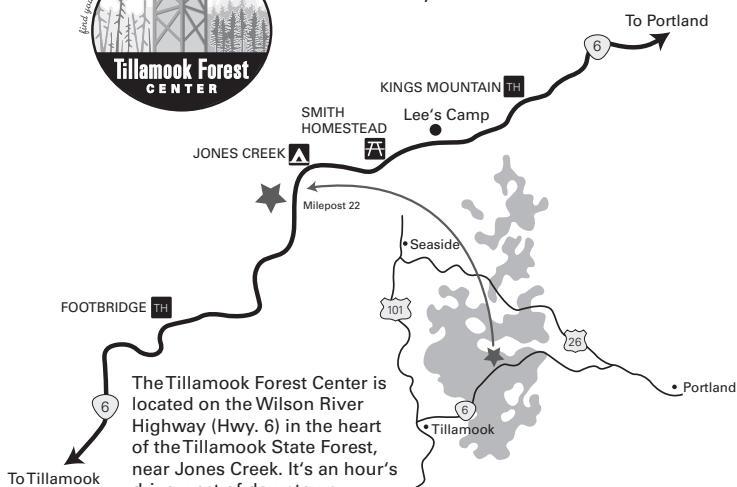 find you
Tillamook Forest
CENTER
To Portland
6
KINGS MOUNTAIN TH
Lee's Camp
SMITH
HOMESTEAD
JONES CREEK
Milepost 22
Seaside
FOOTBRIDGE TH
101
26
Portland
6
Tillamook
6
To Tillamook
The Tillamook Forest Center is
located on the Wilson River
Highway (Hwy. 6) in the heart
of the Tillamook State Forest,
near Jones Creek. It's an hour's